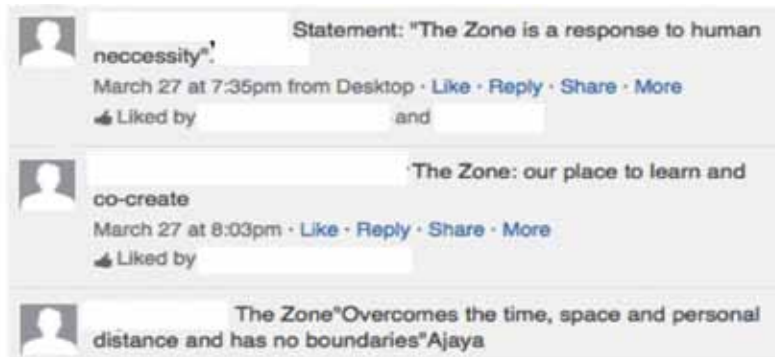 Statement: "The Zone is a response to human
neccessity".'
March 27 at 7:35pm from Desktop · Like · Reply · Share · More
Liked by and
'The Zone: our place to learn and
co-create
March 27 at 8:03pm · Like · Reply · Share · More
Liked by
The Zone"Overcomes the time, space and personal
distance and has no boundaries"Ajaya